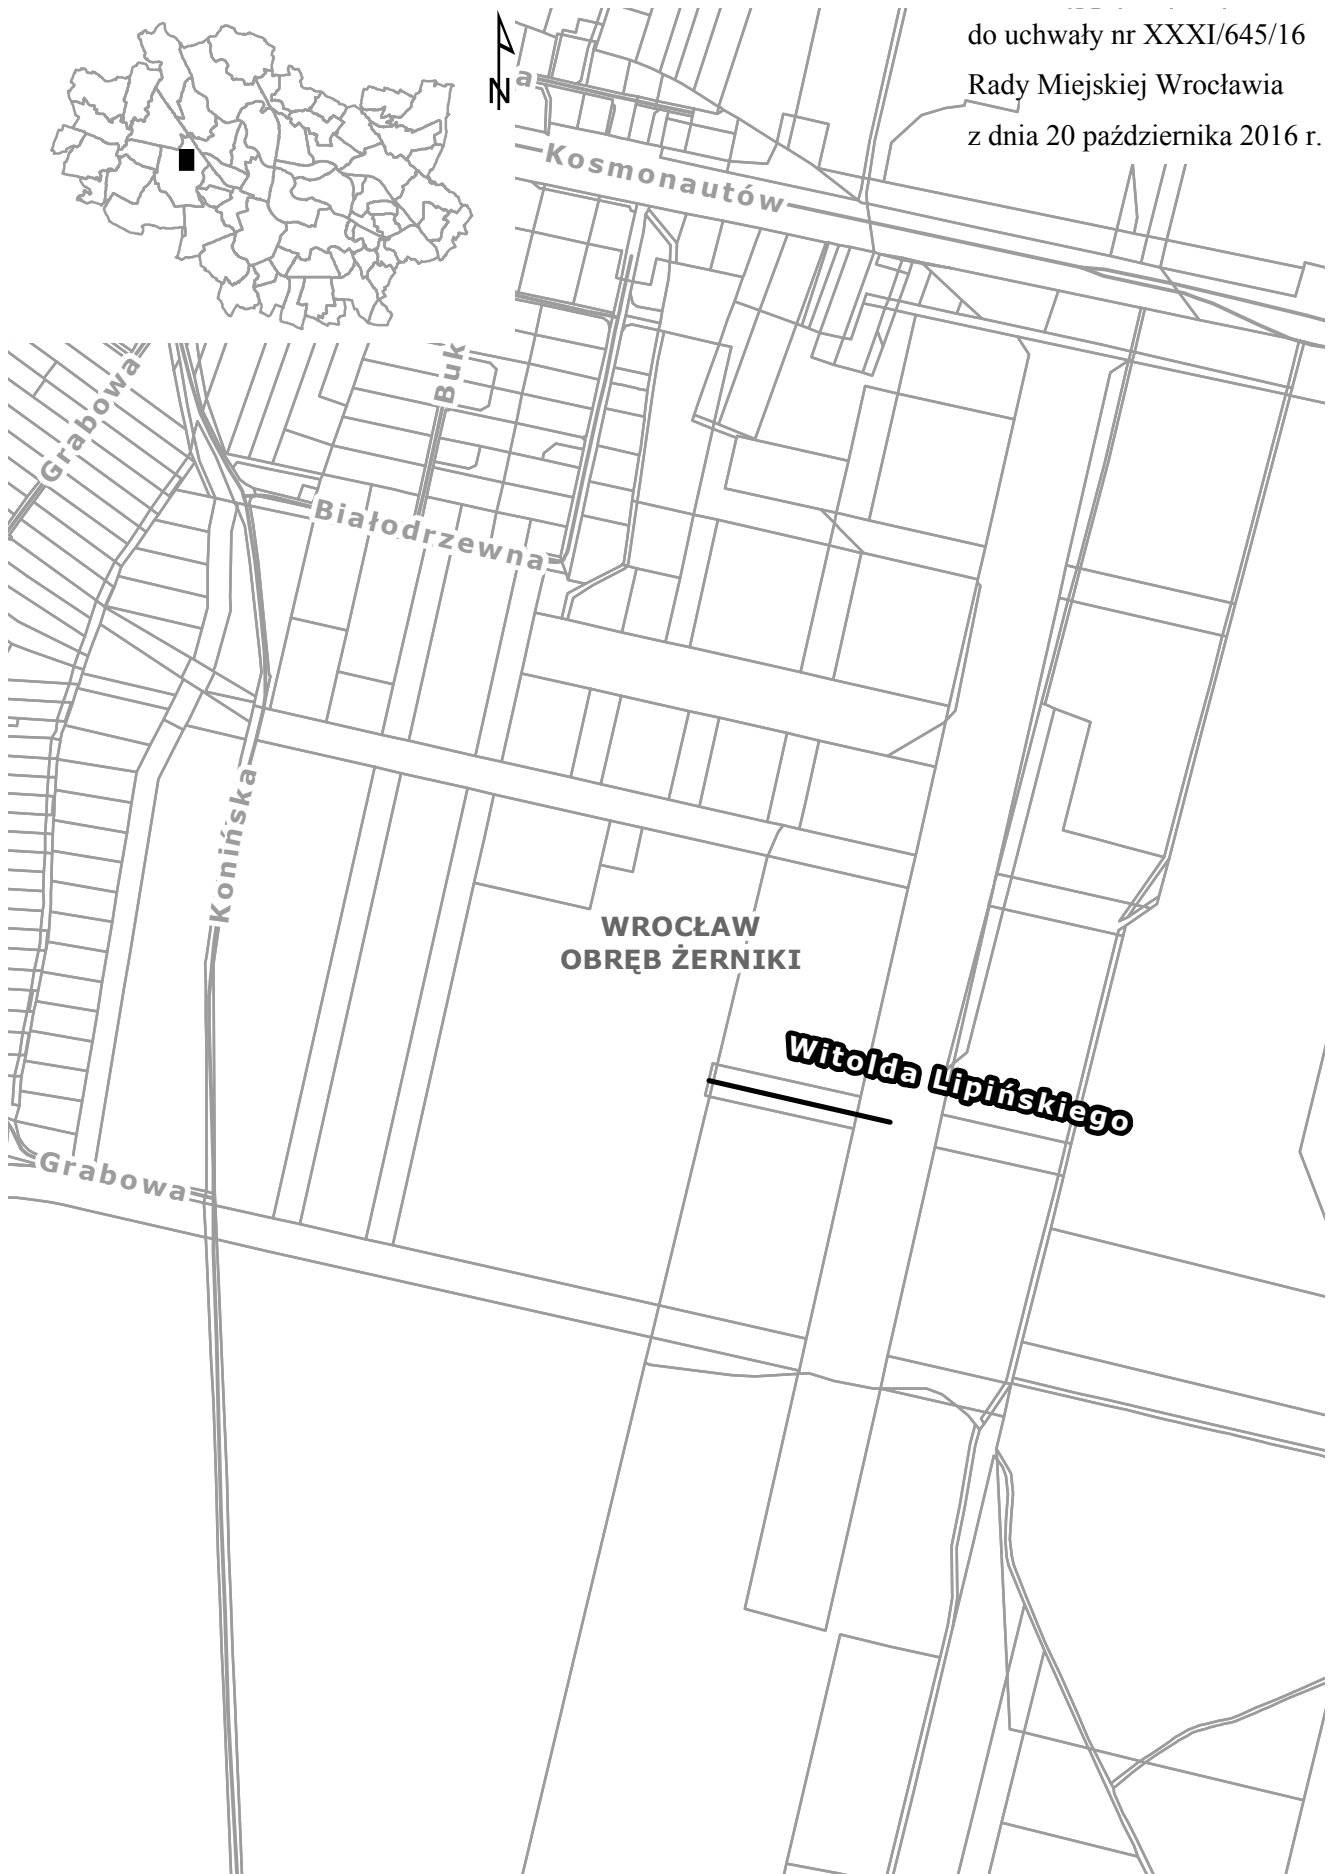 do uchwały nr XXXI/645/16
Rady Miejskiej Wrocławia
z dnia 20 października 2016 r.
N
a
Kosmonautów
Grabowa
Buk
Białodrzewna
Konińska
WROCŁAW
OBRĘB ŻERNIKI
Witolda Lipińskiego
Grabowa